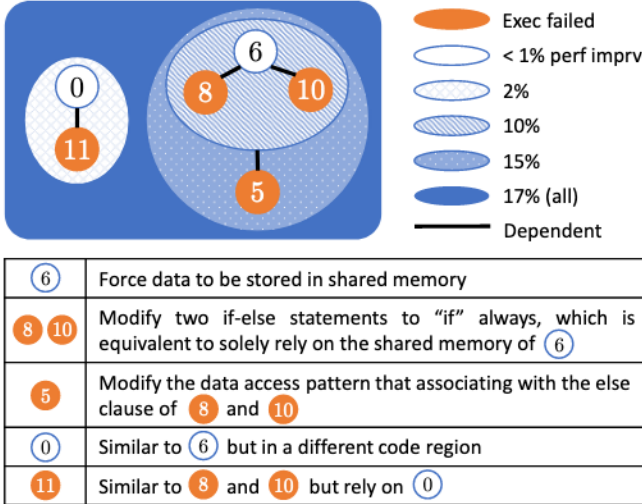 6
8
10
0
11
5
Exec failed
< 1% perf imprv
2%
10%
15%
17% (all)
Dependent
6 Force data to be stored in shared memory
8 10 Modify two if-else statements to “if” always, which is
equivalent to solely rely on the shared memory of 6
5 Modify the data access pattern that associating with the else
clause of 8 and 10
0 Similar to 6 but in a different code region
11 Similar to 8 and 10 but rely on 0